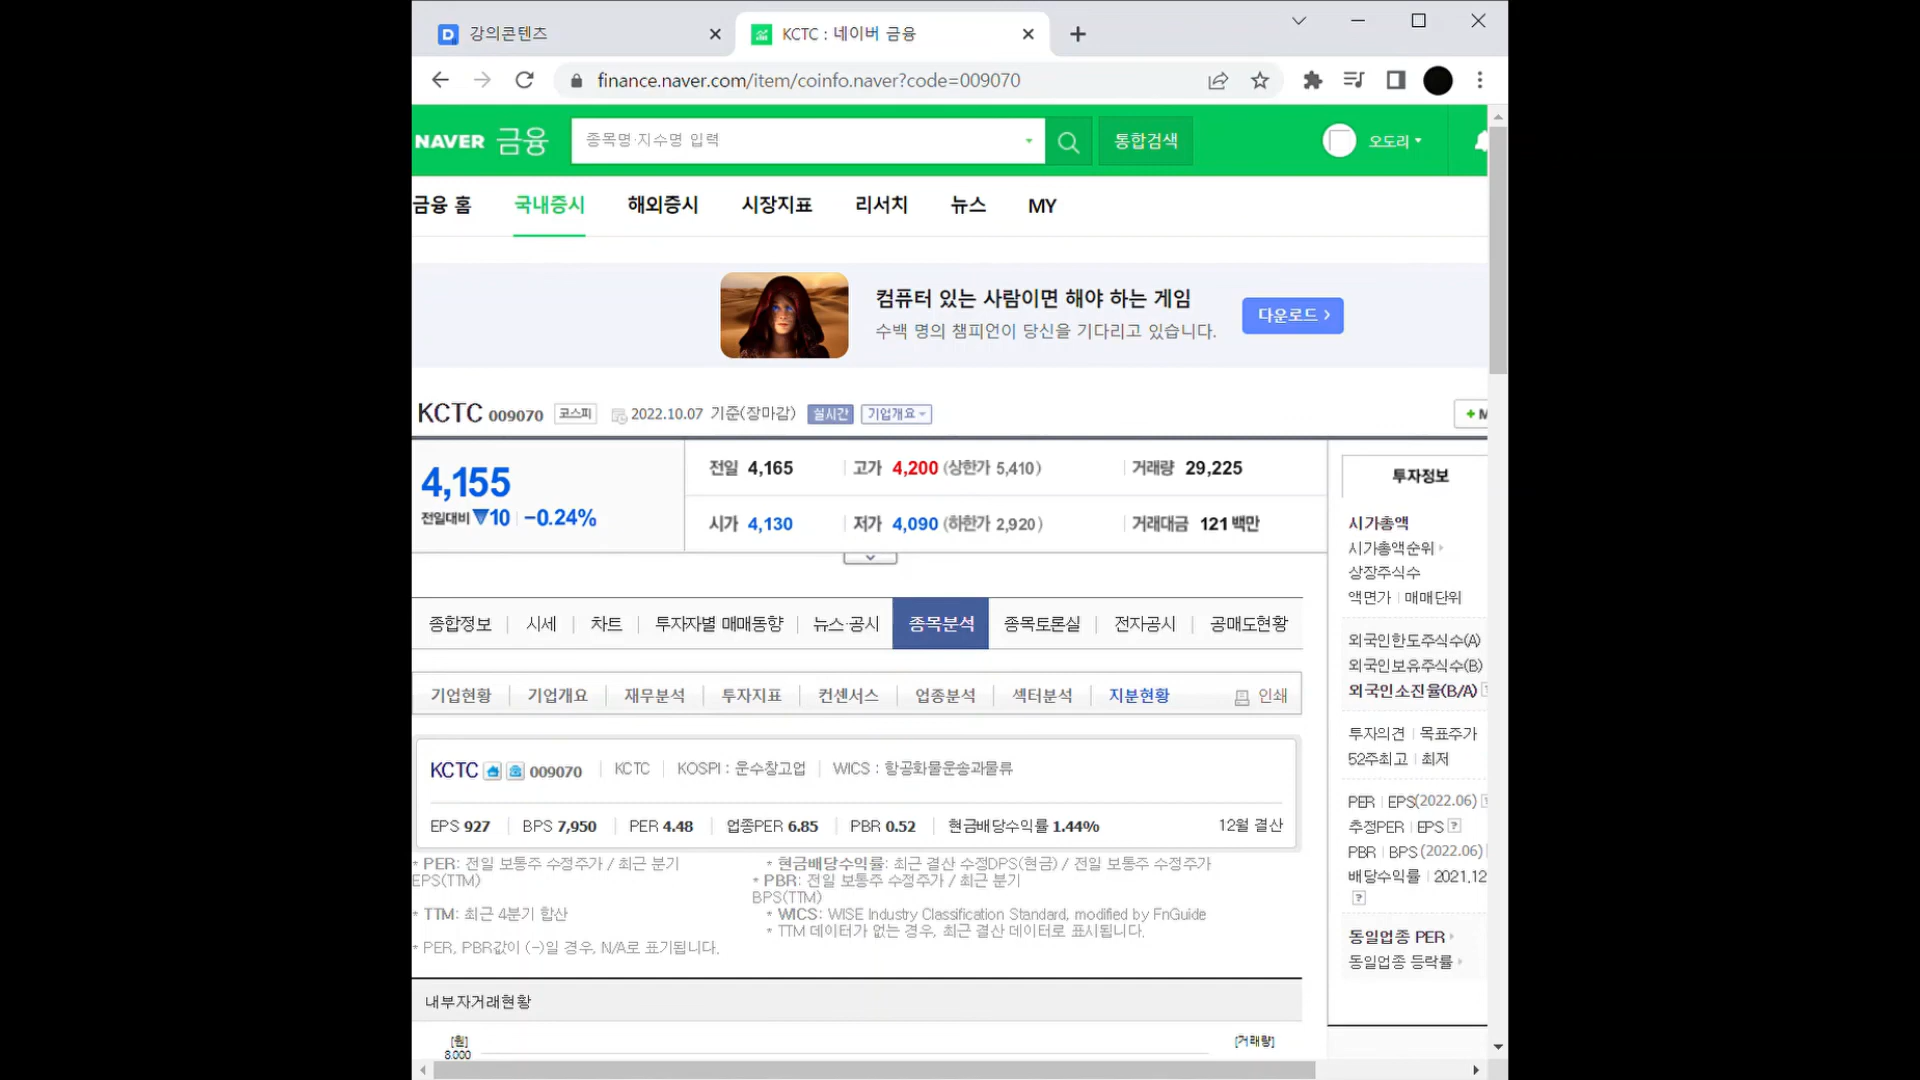 강의콘텐츠
KCTC : 네이버 금융
finance.naver.com/item/coinfo.naver?code=009070
NAVER 금융
종목명·지수명 입력
통합검색
오도리
금융 홈 국내증시 해외증시 시장지표 리서치 뉴스 MY
컴퓨터 있는 사람이면 해야 하는 게임
수백 명의 챔피언이 당신을 기다리고 있습니다.
다운로드 >
KCTC 009070 코스피 2022.10.07 기준(장마감) 실시간 기업개요
+ M
4,155
전일대비 ▼10 -0.24%
전일 4,165 고가 4,200 (상한가 5,410) 거래량 29,225
시가 4,130 저가 4,090 (하한가 2,920) 거래대금 121 백만
종합정보 시세 차트 투자자별 매매동향 뉴스·공시 종목분석 종목토론실 전자공시 공매도현황
기업현황 기업개요 재무분석 투자지표 컨센서스 업종분석 섹터분석 지분현황 인쇄
KCTC 009070 KCTC KOSPI : 운수창고업 WICS : 항공화물운송과물류
EPS 927 BPS 7,950 PER 4.48 업종PER 6.85 PBR 0.52 현금배당수익률 1.44% 12월 결산
* PER: 전일 보통주 수정주가 / 최근 분기
EPS(TTM)
* 현금배당수익률: 최근 결산 수정DPS(현금) / 전일 보통주 수정주가
* PBR: 전일 보통주 수정주가 / 최근 분기
BPS(TTM)
* TTM: 최근 4분기 합산
* WICS: WISE Industry Classification Standard, modified by FnGuide
* TTM 데이터가 없는 경우, 최근 결산 데이터로 표시됩니다.
* PER, PBR값이 (-)일 경우, N/A로 표기됩니다.
내부자거래현황
[원]
8,000
[거래량]
투자정보
시가총액
시가총액순위
상장주식수
액면가 매매단위
외국인한도주식수(A)
외국인보유주식수(B)
외국인소진율(B/A)
투자의견 목표주가
52주최고 최저
PER EPS(2022.06)
추정PER EPS
PBR BPS (2022.06)
배당수익률 2021.12
동일업종 PER
동일업종 등락률